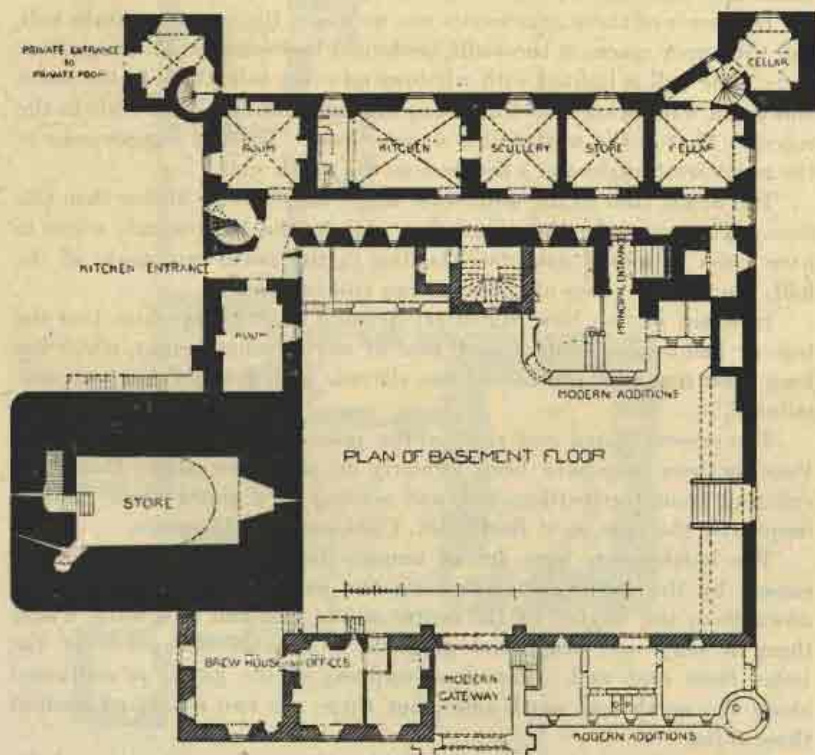 PRIVATE ENTRANCE
TO
PRIVATE ROOM
CELLAR
ROOM
KITCHEN
SCULLERY
STORE
CELLAR
KITCHEN ENTRANCE
PRINCIPAL ENTRANCE
ROOM
MODERN ADDITIONS
PLAN OF BASEMENT FLOOR
STORE
BREW HOUSE
OFFICES
MODERN
GATEWAY
MODERN ADDITIONS